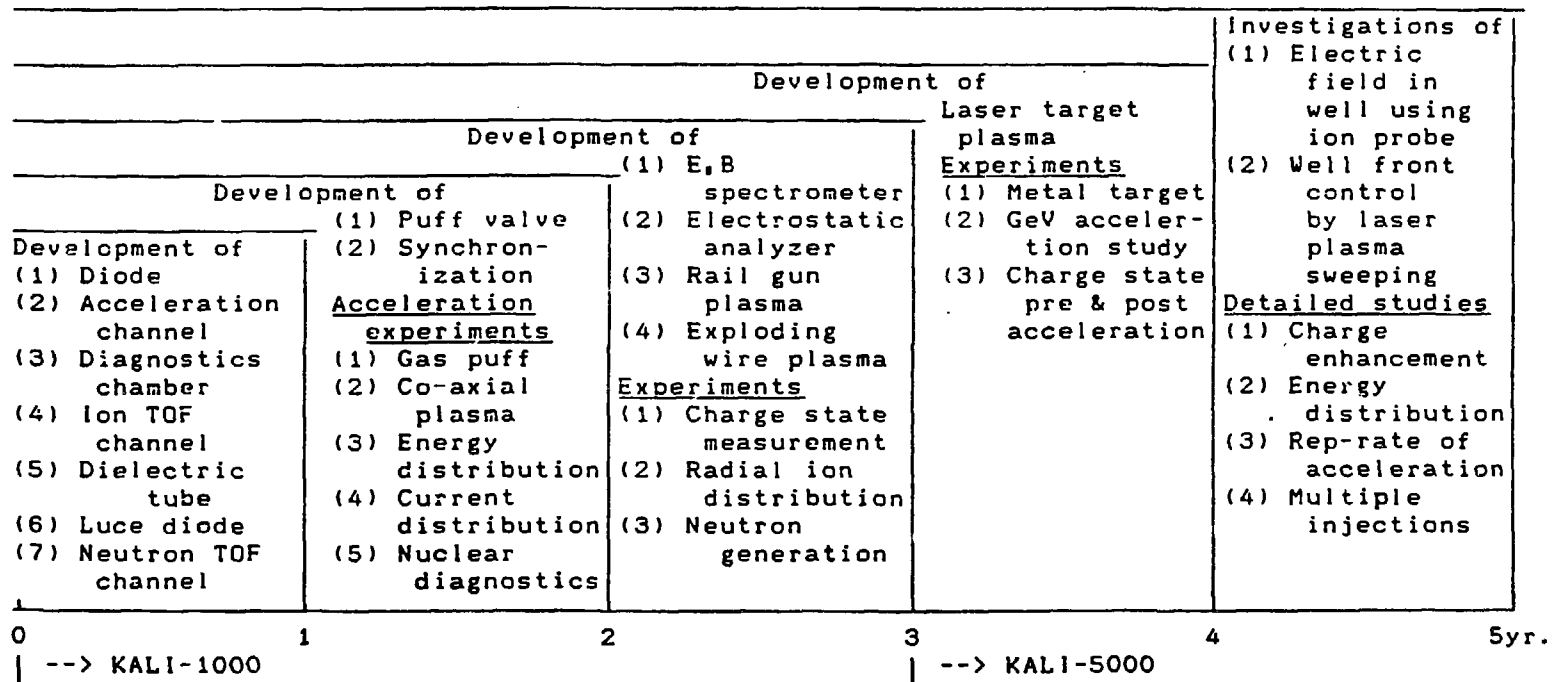 Development of
(1) Diode
(2) Acceleration
channel
(3) Diagnostics
chamber
(4) Ion TOF
channel
(5) Dielectric
tube
(6) Luce diode
(7) Neutron TOF
channel
Development of
(1) Puff valve
(2) Synchron-
ization
Acceleration
experiments
(1) Gas puff
(2) Co-axial
plasma
(3) Energy
distribution
(4) Current
distribution
(5) Nuclear
diagnostics
Development of
(1) E,B
spectrometer
(2) Electrostatic
analyzer
(3) Rail gun
plasma
(4) Exploding
wire plasma
Experiments
(1) Charge state
measurement
(2) Radial ion
distribution
(3) Neutron
generation
Development of
Laser target
plasma
Experiments
(1) Metal target
(2) GeV acceler-
tion study
(3) Charge state
pre & post
acceleration
Investigations of
(1) Electric
field in
well using
ion probe
(2) Well front
control
by laser
plasma
sweeping
Detailed studies
(1) Charge
enhancement
(2) Energy
distribution
(3) Rep-rate of
acceleration
(4) Multiple
injections
0 1 2 3 4 5yr.
--> KALI-1000 --> KALI-5000